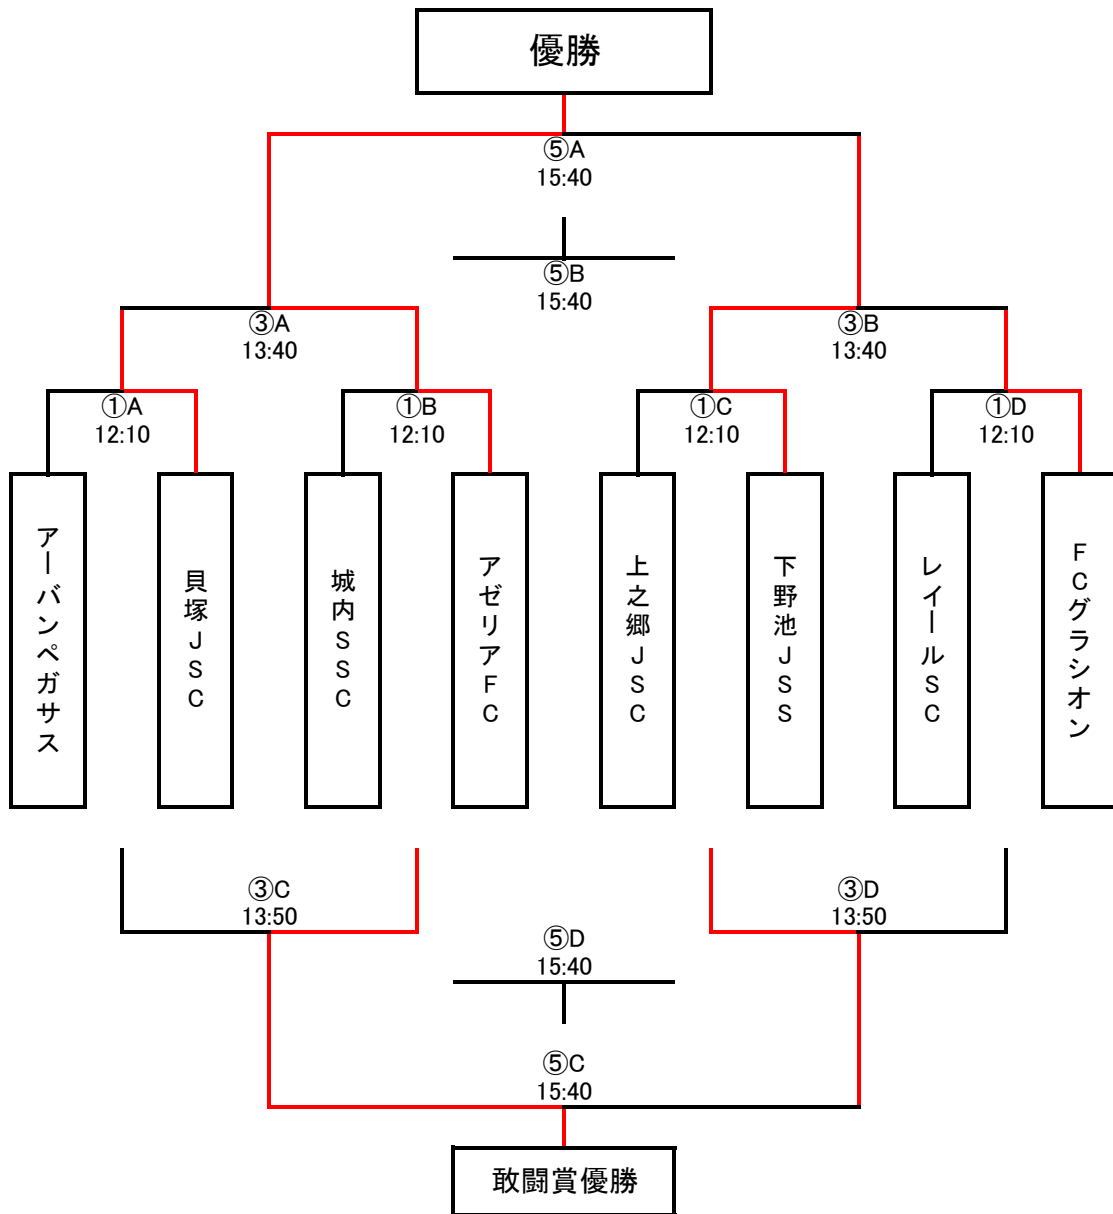 優勝
⑤A
15:40
⑤B
15:40
③A
13:40
③B
13:40
①A
12:10
①B
12:10
①C
12:10
①D
12:10
アーバンペガサス
貝塚JSC
城内SSC
アゼリアFC
上之郷JSC
下野池JSS
レイールSC
FCグラシオン
③C
13:50
③D
13:50
⑤D
15:40
⑤C
15:40
敢闘賞優勝